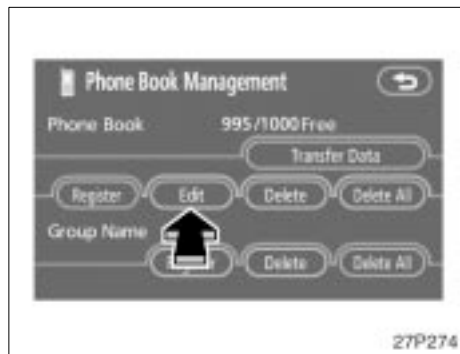 Phone Book Management
Phone Book 995/1000 Free
Transfer Data
Register Edit Delete Delete All
Group Name
Delete Delete All
27P274